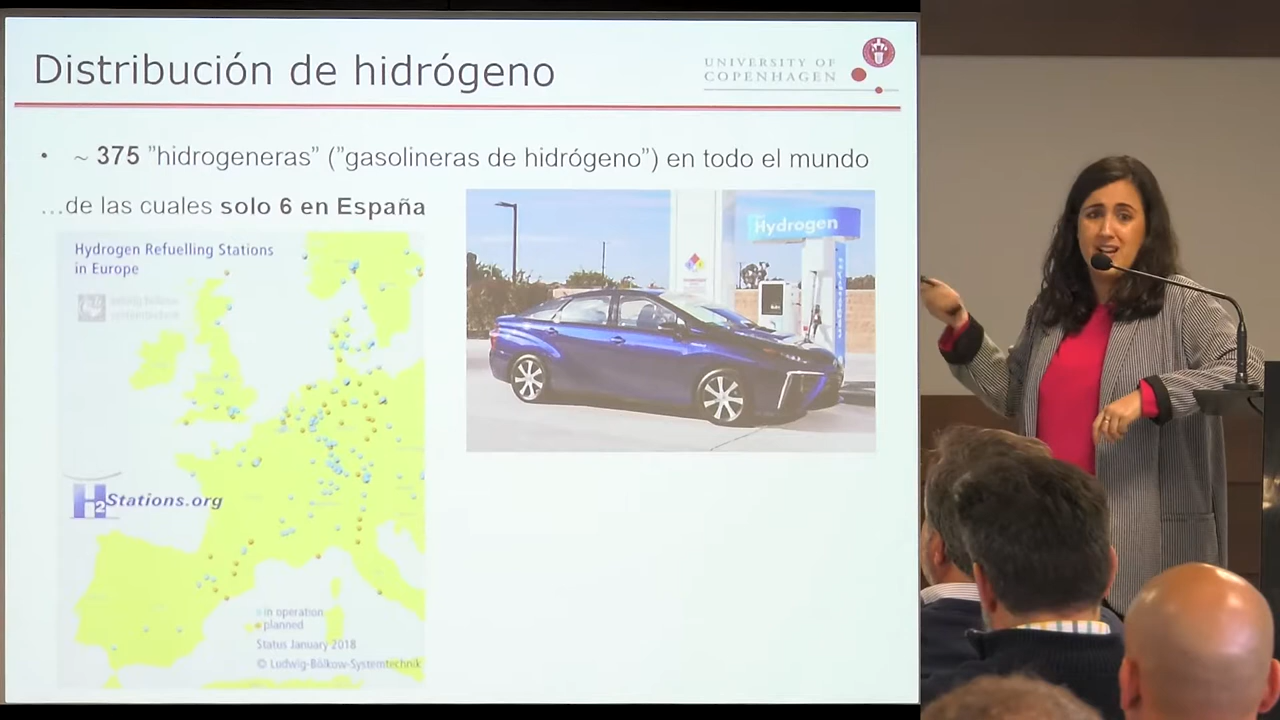 Distribución de hidrógeno
UNIVERSITY OF
COPENHAGEN
• ~ 375 ”hidrogeneras” (”gasolineras de hidrógeno”) en todo el mundo
…de las cuales solo 6 en España
Hydrogen Refuelling Stations
in Europe
H2Stations.org
in operation
planned
Status January 2018
© Ludwig-Bölkow-Systemtechnik
Hydrogen